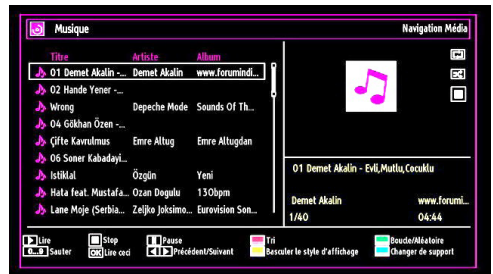 Musique Navigation Média
Titre Artiste Album
01 Demet Akalin -... Demet Akalin www.forumindi...
02 Hande Yener -...
Wrong Depeche Mode Sounds Of Th...
04 Gökhan Özen -...
Çifte Kavrulmus Emre Altug Emre Altugdan
06 Soner Kabadayi...
Istiklal Özgün Yeni
Hata feat. Mustafa... Ozan Dogulu 130bpm
Lane Moje (Serbia... Zeljko Joksimo... Eurovision Son...
01 Demet Akalin - Evli,Mutlu,Cocuklu
Demet Akalin www.forumi...
1/40 04:44
Lire Stop Pause Tri Boucle/Aléatoire
0...9 Sauter OK Lire ceci Précédent/Suivant Basculer le style d'affichage Changer de support